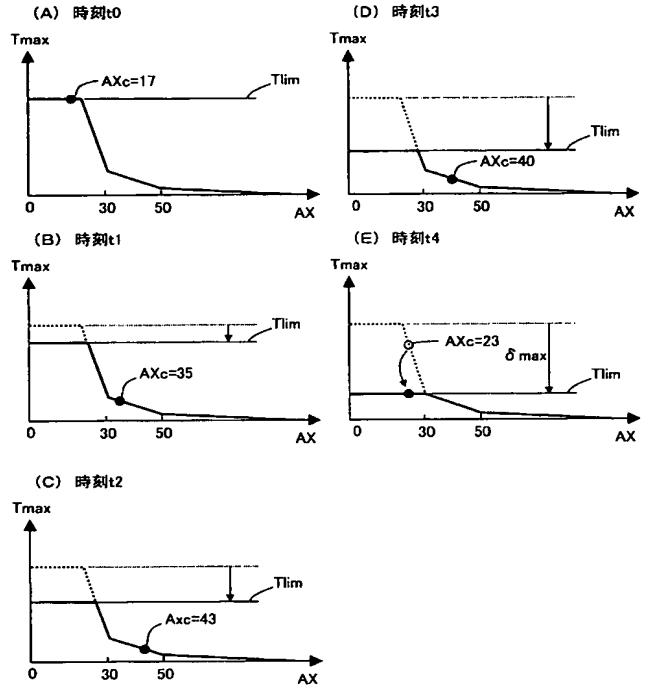 (A) 時刻t0
Tmax
AXc=17
Tlim
0
30
50
AX
(B) 時刻t1
Tmax
Tlim
AXc=35
0
30
50
AX
(C) 時刻t2
Tmax
Tlim
Axc=43
0
30
50
AX
(D) 時刻t3
Tmax
Tlim
AXc=40
0
30
50
AX
(E) 時刻t4
Tmax
AXc=23
δmax
Tlim
0
30
50
AX